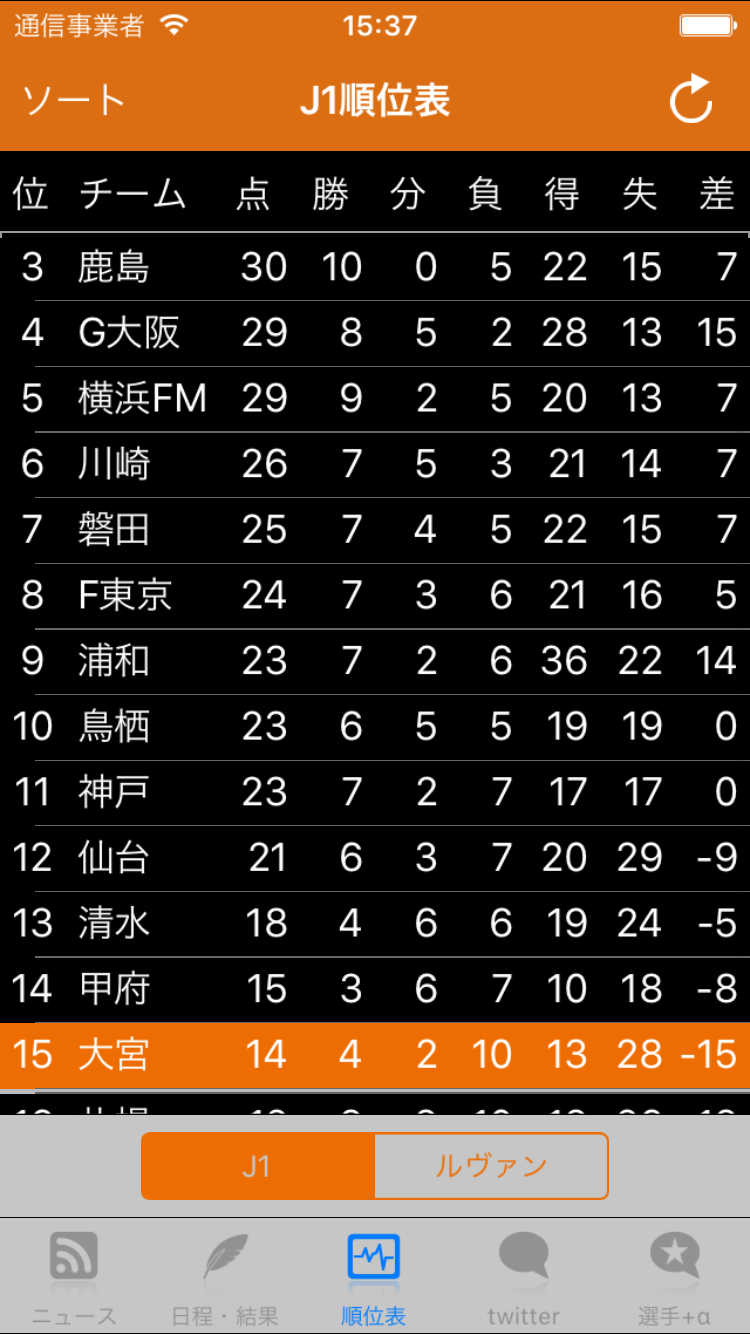 通信事業者 15:37
ソート J1順位表
位 チーム 点 勝 分 負 得 失 差
3 鹿島 30 10 0 5 22 15 7
4 G大阪 29 8 5 2 28 13 15
5 横浜FM 29 9 2 5 20 13 7
6 川崎 26 7 5 3 21 14 7
7 磐田 25 7 4 5 22 15 7
8 F東京 24 7 3 6 21 16 5
9 浦和 23 7 2 6 36 22 14
10 鳥栖 23 6 5 5 19 19 0
11 神戸 23 7 2 7 17 17 0
12 仙台 21 6 3 7 20 29 -9
13 清水 18 4 6 6 19 24 -5
14 甲府 15 3 6 7 10 18 -8
15 大宮 14 4 2 10 13 28 -15
J1 ルヴァン
ニュース 日程・結果 順位表 twitter 選手+α